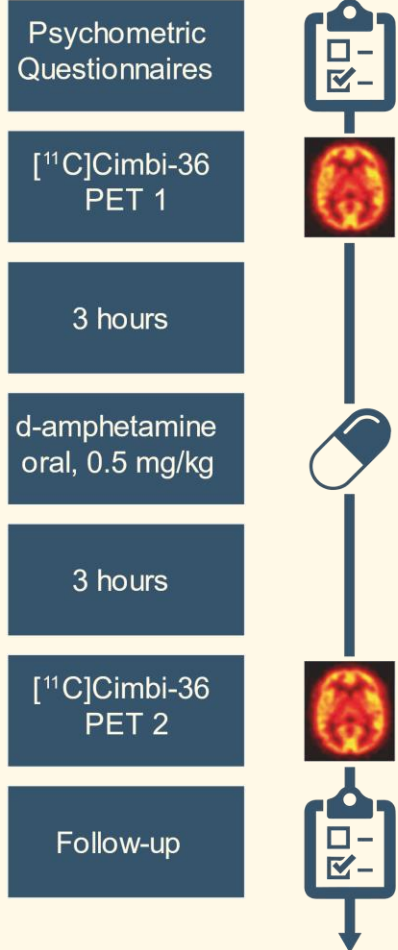 Psychometric
Questionnaires
[¹¹C]Cimbi-36
PET 1
3 hours
d-amphetamine
oral, 0.5 mg/kg
3 hours
[¹¹C]Cimbi-36
PET 2
Follow-up